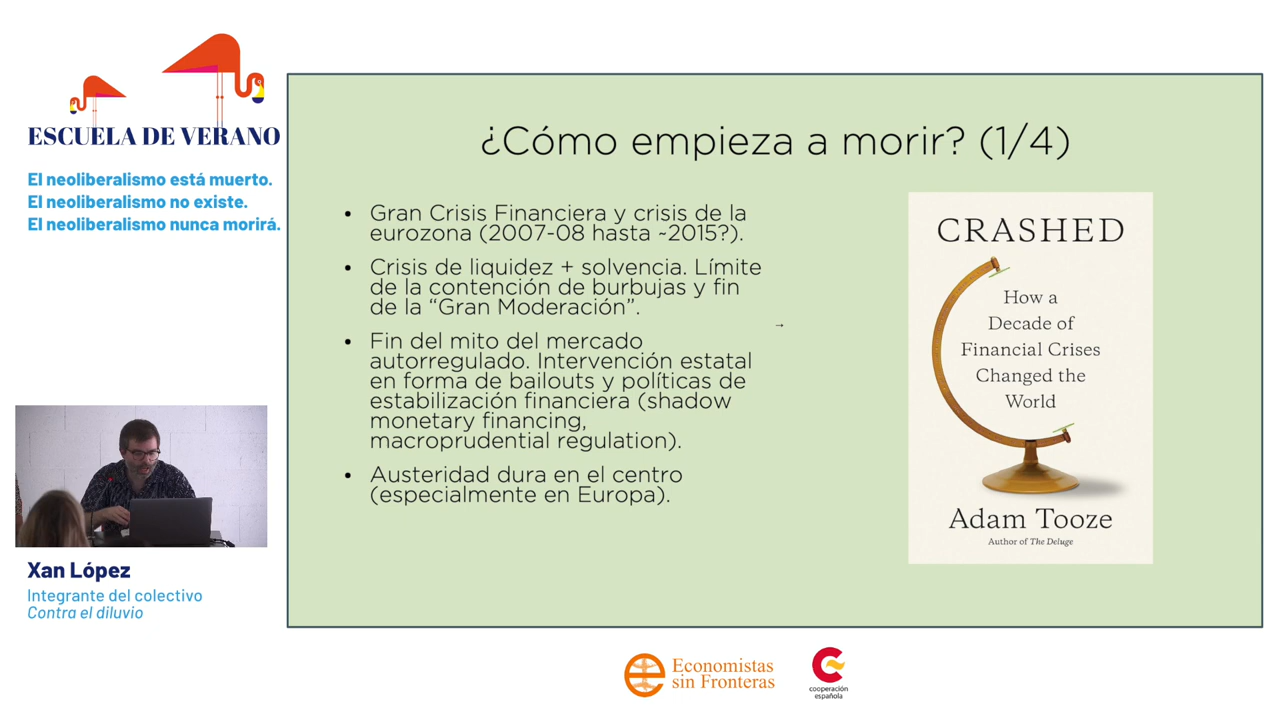 ESCUELA DE VERANO
El neoliberalismo está muerto.
El neoliberalismo no existe.
El neoliberalismo nunca morirá.
¿Cómo empieza a morir? (1/4)
• Gran Crisis Financiera y crisis de la
eurozona (2007-08 hasta ~2015?).
• Crisis de liquidez + solvencia. Límite
de la contención de burbujas y fin
de la “Gran Moderación”.
• Fin del mito del mercado
autorregulado. Intervención estatal
en forma de bailouts y políticas de
estabilización financiera (shadow
monetary financing,
macroprudential regulation).
• Austeridad dura en el centro
(especialmente en Europa).
→
CRASHED
How a
Decade of
Financial Crises
Changed the
World
Adam Tooze
Author of The Deluge
Xan López
Integrante del colectivo
Contra el diluvio
Economistas
sin Fronteras
cooperación
española